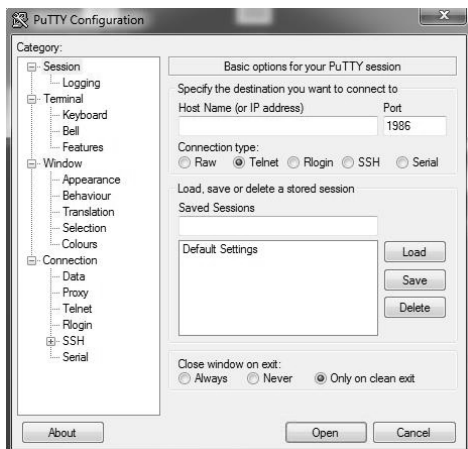 PuTTY Configuration
Category:
Session
Logging
Terminal
Keyboard
Bell
Features
Window
Appearance
Behaviour
Translation
Selection
Colours
Connection
Data
Proxy
Telnet
Rlogin
SSH
Serial
Basic options for your PuTTY session
Specify the destination you want to connect to
Host Name (or IP address) Port
1986
Connection type:
Raw Telnet Rlogin SSH Serial
Load, save or delete a stored session
Saved Sessions
Default Settings
Load
Save
Delete
Close window on exit:
Always Never Only on clean exit
About Open Cancel